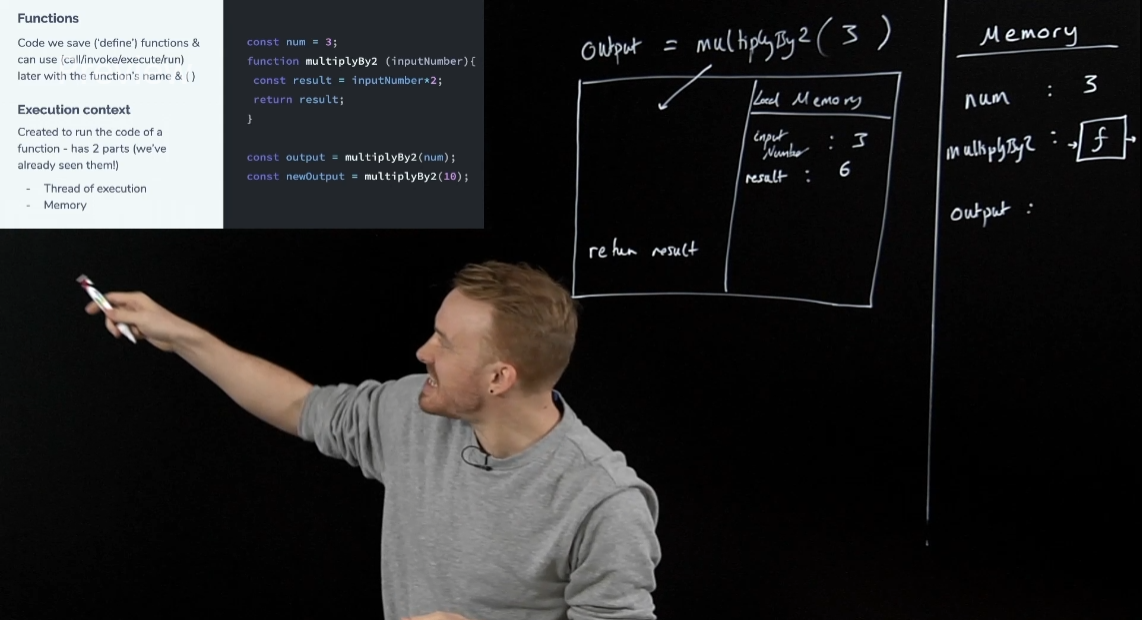 Functions
Code we save ('define') functions &
can use (call/invoke/execute/run)
later with the function's name & ( )
Execution context
Created to run the code of a
function - has 2 parts (we've
already seen them!)
- Thread of execution
- Memory
const num = 3;
function multiplyBy2 (inputNumber){
const result = inputNumber*2;
return result;
}
const output = multiplyBy2(num);
const newOutput = multiplyBy2(10);
output = multiplyBy2 ( 3 )
Local Memory
input
Number : 3
result : 6
return result
Memory
num : 3
multiplyBy2 : f
output :